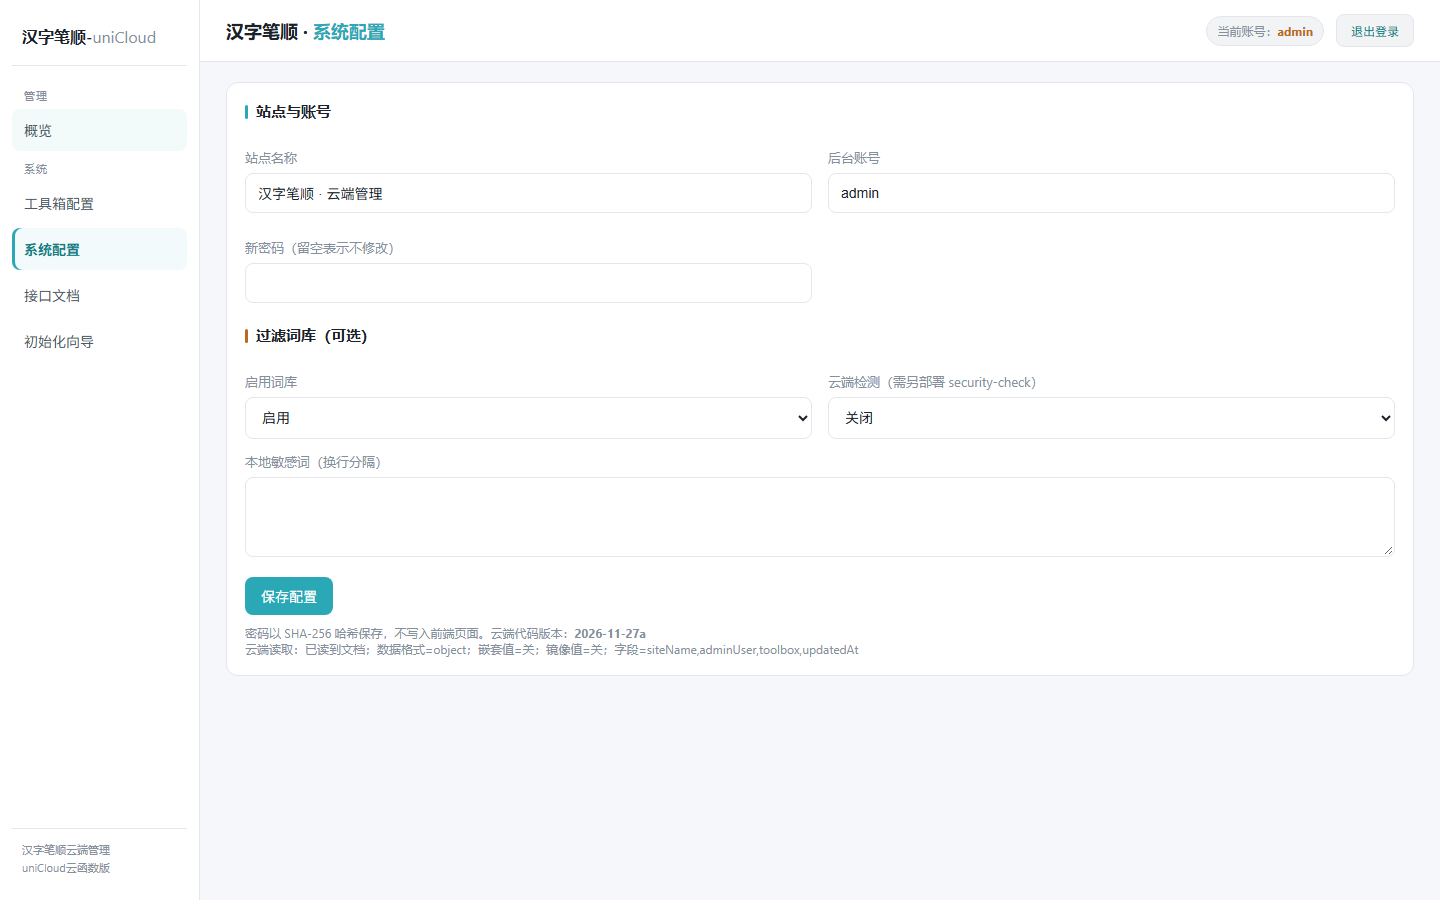 汉字笔顺-uniCloud
管理
概览
系统
工具箱配置
系统配置
接口文档
初始化向导
汉字笔顺云端管理
uniCloud云函数版
汉字笔顺 · 系统配置
当前账号：admin
退出登录
站点与账号
站点名称
汉字笔顺 · 云端管理
后台账号
admin
新密码（留空表示不修改）
过滤词库（可选）
启用词库
启用
云端检测（需另部署 security-check）
关闭
本地敏感词（换行分隔）
保存配置
密码以 SHA-256 哈希保存，不写入前端页面。云端代码版本：2026-11-27a
云端读取：已读到文档；数据格式=object；嵌套值=关；镜像值=关；字段=siteName,adminUser,toolbox,updatedAt